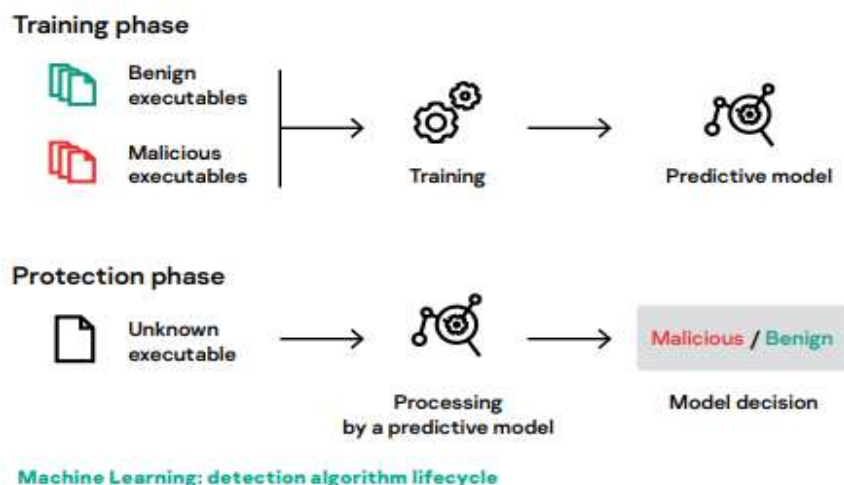 Training phase
Benign
executables
Malicious
executables
Training
Predictive model
Protection phase
Unknown
executable
Malicious / Benign
Processing
by a predictive model
Model decision
Machine Learning: detection algorithm lifecycle